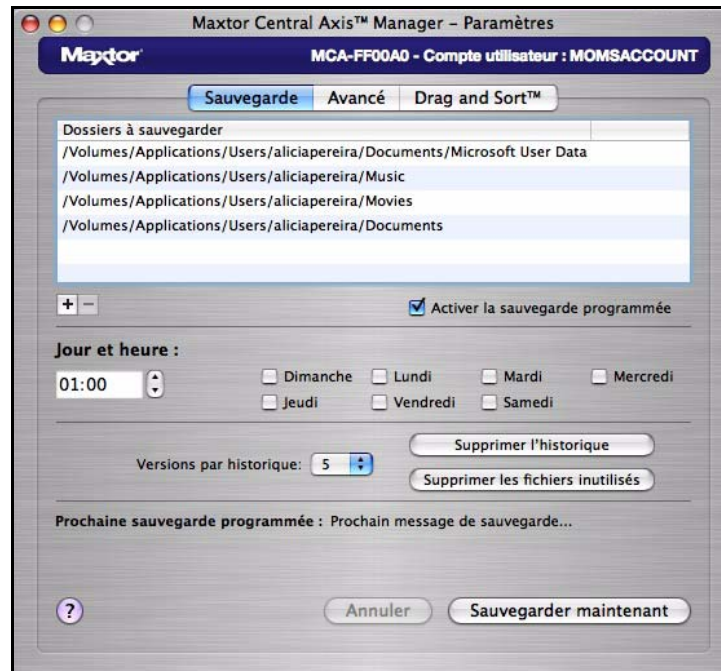 Maxtor Central Axis™ Manager – Paramètres
Maxtor MCA-FF00A0 - Compte utilisateur : MOMSACCOUNT
Sauvegarde Avancé Drag and Sort™
Dossiers à sauvegarder
/Volumes/Applications/Users/aliciapereira/Documents/Microsoft User Data
/Volumes/Applications/Users/aliciapereira/Music
/Volumes/Applications/Users/aliciapereira/Movies
/Volumes/Applications/Users/aliciapereira/Documents
+ − Activer la sauvegarde programmée
Jour et heure :
01:00 Dimanche Lundi Mardi Mercredi
Jeudi Vendredi Samedi
Supprimer l'historique
Versions par historique: 5
Supprimer les fichiers inutilisés
Prochaine sauvegarde programmée : Prochain message de sauvegarde...
? Annuler Sauvegarder maintenant